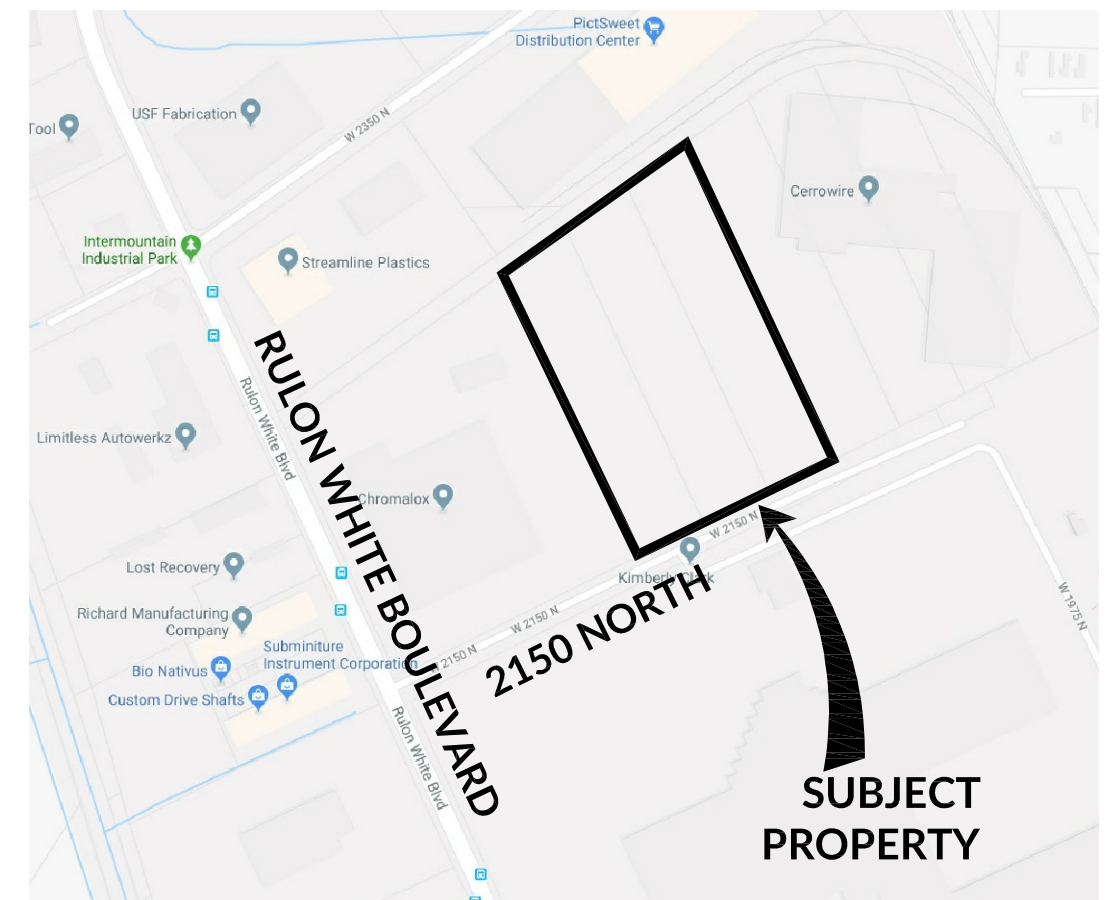 PictSweet
Distribution Center
USF Fabrication
Tool
W 2350 N
Cerrowire
Intermountain
Industrial Park
Streamline Plastics
RULON WHITE BOULEVARD
Rulon White Blvd
Limitless Autowerkz
Chromalox
W 2150 N
Lost Recovery
Kimberly Clark
W 2150 N
2150 NORTH
W 1975 N
Richard Manufacturing
Company
Subminiture
Instrument Corporation
2150 N
Bio Nativus
Custom Drive Shafts
Rulon White Blvd
SUBJECT
PROPERTY